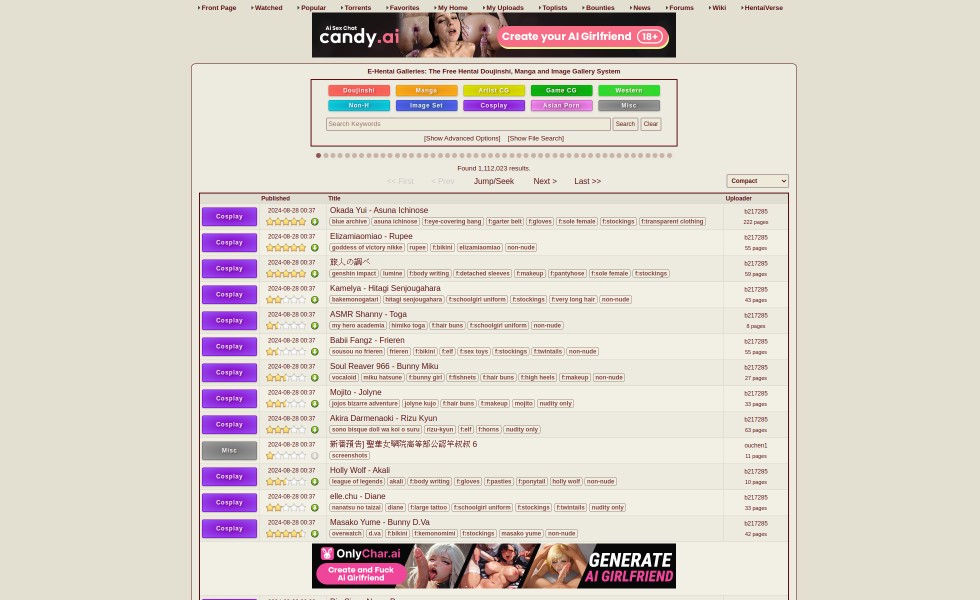 Front Page Watched Popular Torrents Favorites My Home My Uploads Toplists Bounties News Forums Wiki HentaiVerse
Ai Sex Chat
candy.ai
Create your AI Girlfriend 18+
E-Hentai Galleries: The Free Hentai Doujinshi, Manga and Image Gallery System
Doujinshi Manga Artist CG Game CG Western
Non-H Image Set Cosplay Asian Porn Misc
Search Keywords Search Clear
[Show Advanced Options] [Show File Search]
Found 1,112,023 results.
<< First < Prev Jump/Seek Next > Last >> Compact
Published Title Uploader
Cosplay 2024-08-28 00:37 Okada Yui - Asuna Ichinose b217285
blue archive asuna ichinose f:eye-covering bang f:garter belt f:gloves f:sole female f:stockings f:transparent clothing 222 pages
Cosplay 2024-08-28 00:37 Elizamiaomiao - Rupee b217285
goddess of victory nikke rupee f:bikini elizamiaomiao non-nude 55 pages
Cosplay 2024-08-28 00:37 旅人の調べ b217285
genshin impact lumine f:body writing f:detached sleeves f:makeup f:pantyhose f:sole female f:stockings 59 pages
Cosplay 2024-08-28 00:37 Kamelya - Hitagi Senjougahara b217285
bakemonogatari hitagi senjougahara f:schoolgirl uniform f:stockings f:very long hair non-nude 43 pages
Cosplay 2024-08-28 00:37 ASMR Shanny - Toga b217285
my hero academia himiko toga f:hair buns f:schoolgirl uniform non-nude 8 pages
Cosplay 2024-08-28 00:37 Babii Fangz - Frieren b217285
sousou no frieren frieren f:bikini f:elf f:sex toys f:stockings f:twintails non-nude 55 pages
Cosplay 2024-08-28 00:37 Soul Reaver 966 - Bunny Miku b217285
vocaloid miku hatsune f:bunny girl f:fishnets f:hair buns f:high heels f:makeup non-nude 27 pages
Cosplay 2024-08-28 00:37 Mojito - Jolyne b217285
jojos bizarre adventure jolyne kujo f:hair buns f:makeup mojito nudity only 33 pages
Cosplay 2024-08-28 00:37 Akira Darmenaoki - Rizu Kyun b217285
sono bisque doll wa koi o suru rizu-kyun f:elf f:horns nudity only 63 pages
Misc 2024-08-28 00:37 新番預告] 聖華女學院高等部公認竿叔叔 6 ouchen1
screenshots 11 pages
Cosplay 2024-08-28 00:37 Holly Wolf - Akali b217285
league of legends akali f:body writing f:gloves f:pasties f:ponytail holly wolf non-nude 10 pages
Cosplay 2024-08-28 00:37 elle.chu - Diane b217285
nanatsu no taizai diane f:large tattoo f:schoolgirl uniform f:stockings f:twintails nudity only 33 pages
Cosplay 2024-08-28 00:37 Masako Yume - Bunny D.Va b217285
overwatch d.va f:bikini f:kemonomimi f:stockings masako yume non-nude 42 pages
OnlyChar.ai
Create and Fuck
Ai Girlfriend
GENERATE
AI GIRLFRIEND